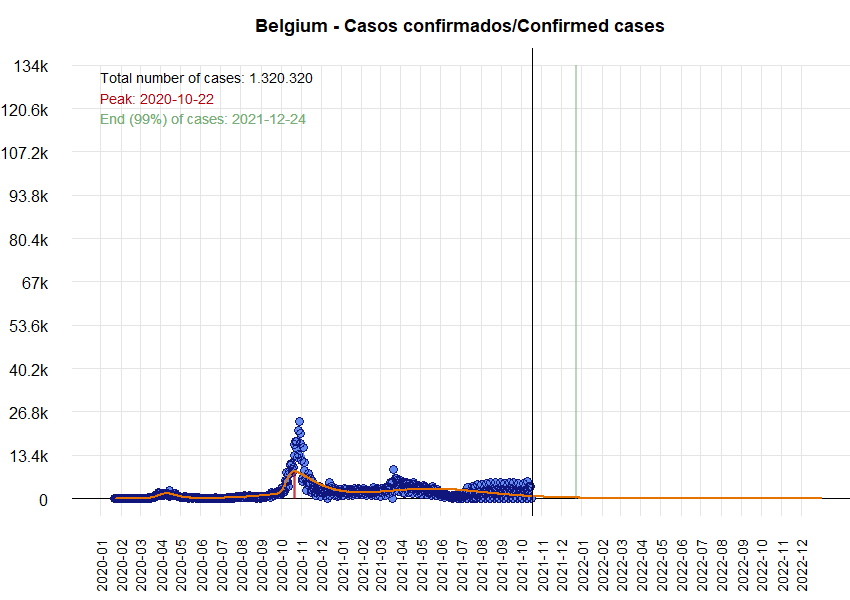 Belgium - Casos confirmados/Confirmed cases
134k
120.6k
107.2k
93.8k
80.4k
67k
53.6k
40.2k
26.8k
13.4k
0
Total number of cases: 1.320.320
Peak: 2020-10-22
End (99%) of cases: 2021-12-24
2020-01
2020-02
2020-03
2020-04
2020-05
2020-06
2020-07
2020-08
2020-09
2020-10
2020-11
2020-12
2021-01
2021-02
2021-03
2021-04
2021-05
2021-06
2021-07
2021-08
2021-09
2021-10
2021-11
2021-12
2022-01
2022-02
2022-03
2022-04
2022-05
2022-06
2022-07
2022-08
2022-09
2022-10
2022-11
2022-12